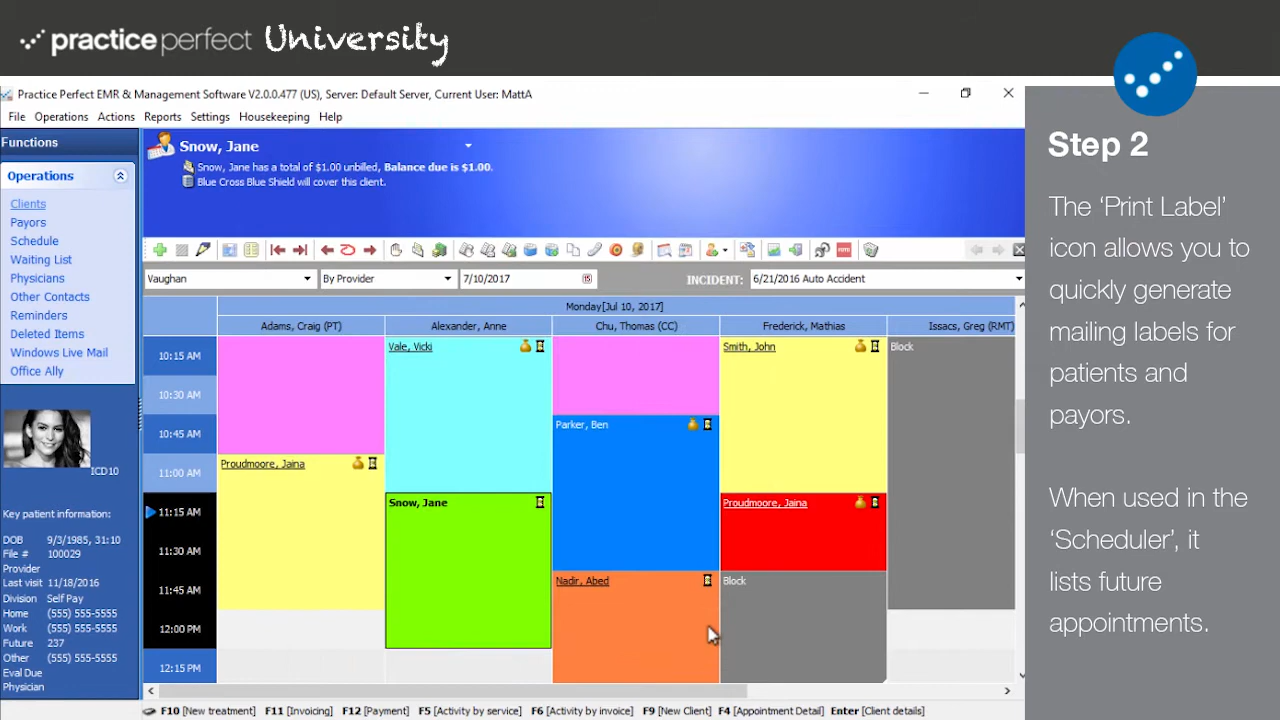 practice perfect University
Practice Perfect EMR & Management Software V2.0.0.477 (US), Server: Default Server, Current User: MattA
File Operations Actions Reports Settings Housekeeping Help
Functions
Operations
Clients
Payors
Schedule
Waiting List
Physicians
Other Contacts
Reminders
Deleted Items
Windows Live Mail
Office Ally
ICD10
Key patient information:
DOB 9/3/1985, 31:10
File # 100029
Provider
Last visit 11/18/2016
Division Self Pay
Home (555) 555-5555
Work (555) 555-5555
Future 237
Other (555) 555-5555
Eval Due
Physician
Snow, Jane
Snow, Jane has a total of $1.00 unbilled, Balance due is $1.00.
Blue Cross Blue Shield will cover this client.
Vaughan By Provider 7/10/2017 INCIDENT: 6/21/2016 Auto Accident
Monday[Jul 10, 2017]
Adams, Craig (PT) Alexander, Anne Chu, Thomas (CC) Frederick, Mathias Issacs, Greg (RMT)
10:15 AM Vale, Vicki Smith, John Block
10:30 AM
10:45 AM Parker, Ben
11:00 AM Proudmoore, Jaina
11:15 AM Snow, Jane Proudmoore, Jaina
11:30 AM
11:45 AM Nadir, Abed Block
12:00 PM
12:15 PM
F10 [New treatment] F11 [Invoicing] F12 [Payment] F5 [Activity by service] F6 [Activity by invoice] F9 [New Client] F4 [Appointment Detail] Enter [Client details]
Step 2
The ‘Print Label’
icon allows you to
quickly generate
mailing labels for
patients and
payors.
When used in the
‘Scheduler’, it
lists future
appointments.